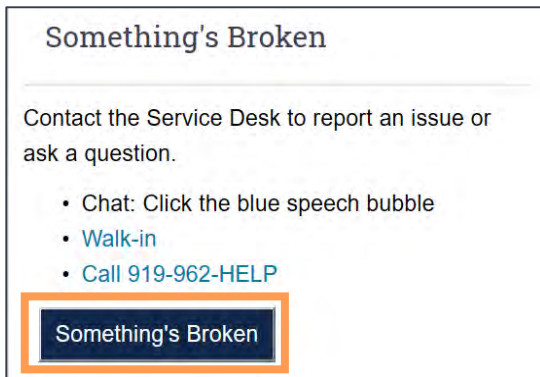 Something's Broken
Contact the Service Desk to report an issue or
ask a question.
• Chat: Click the blue speech bubble
• Walk-in
• Call 919-962-HELP
Something's Broken